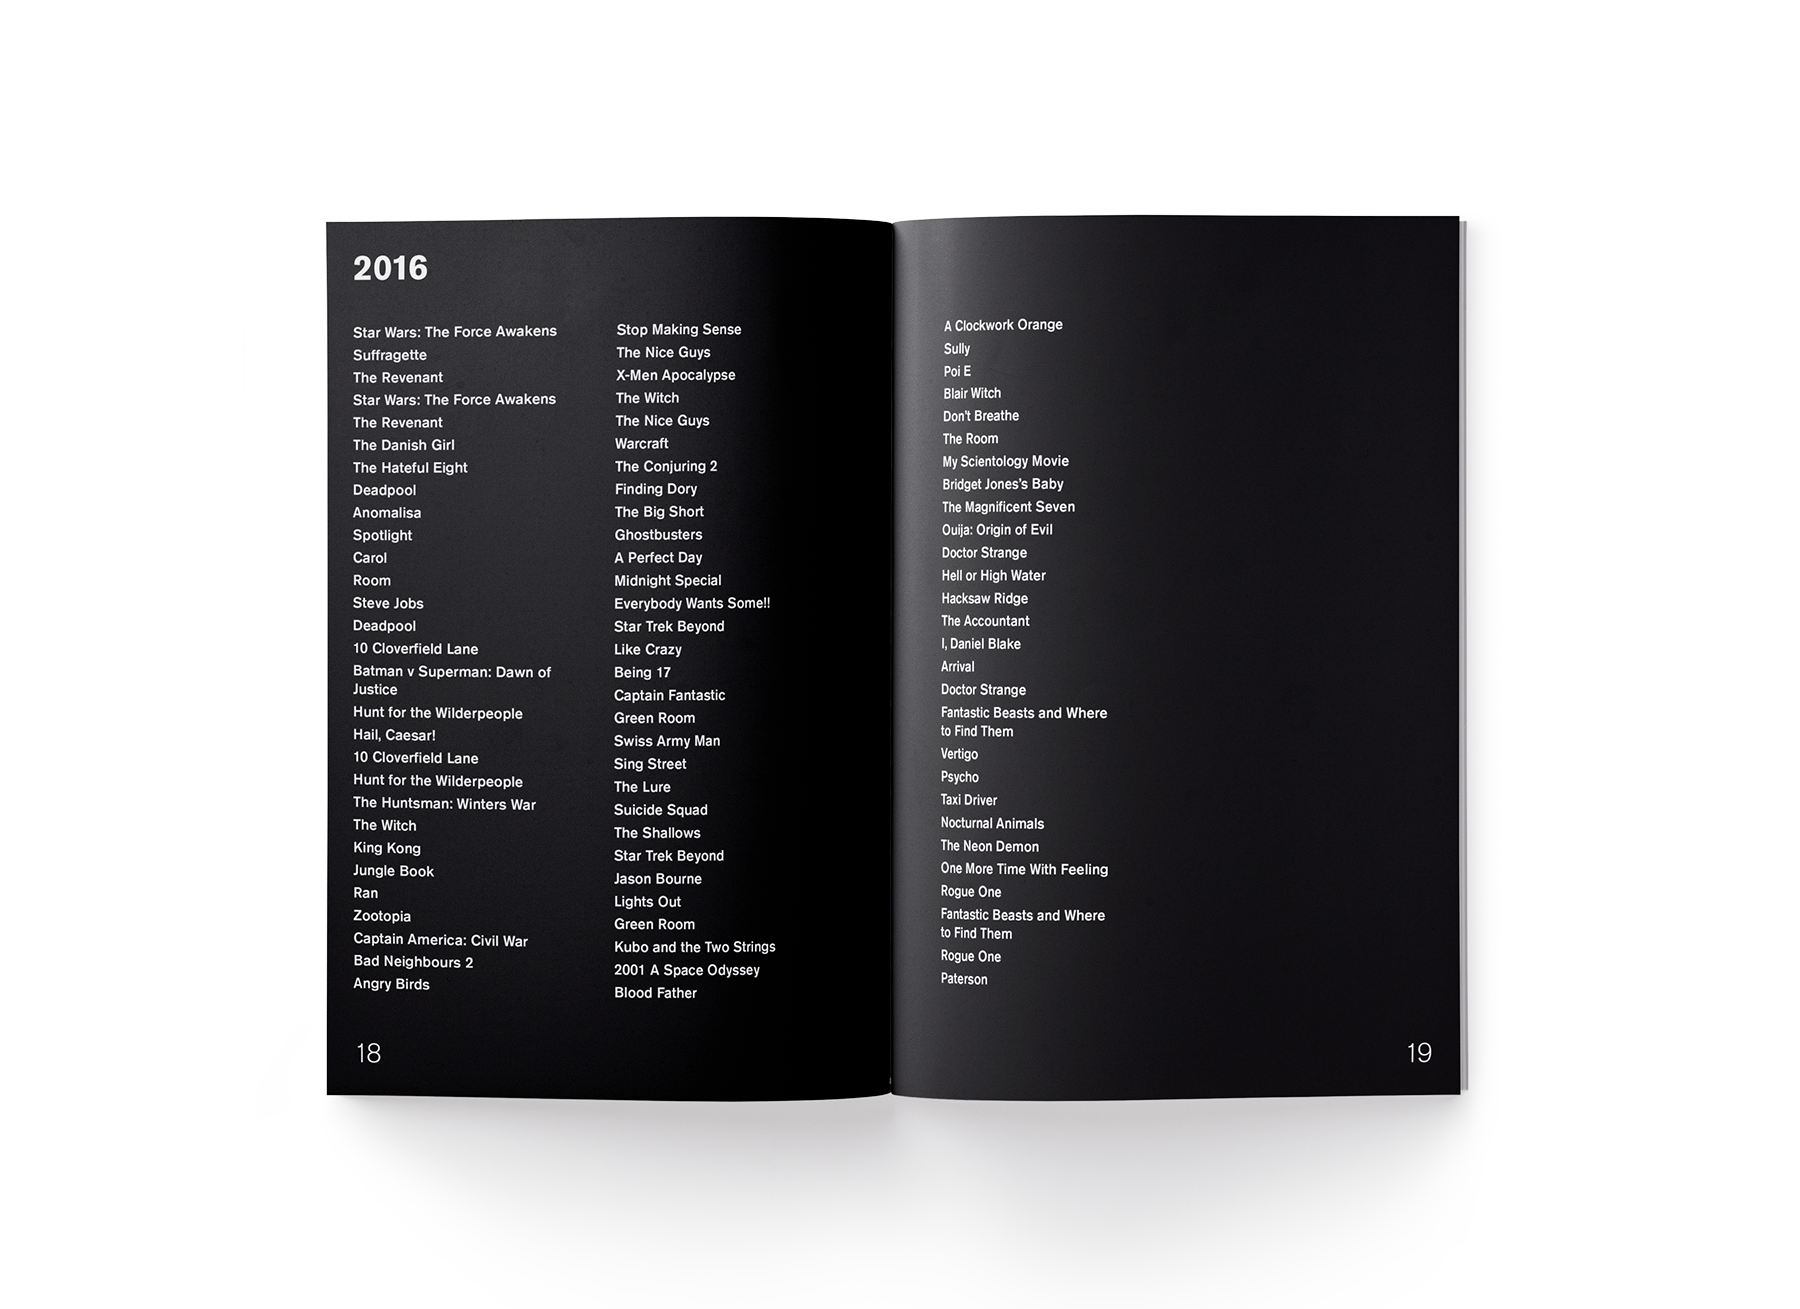 2016
Star Wars: The Force Awakens
Suffragette
The Revenant
Star Wars: The Force Awakens
The Revenant
The Danish Girl
The Hateful Eight
Deadpool
Anomalisa
Spotlight
Carol
Room
Steve Jobs
Deadpool
10 Cloverfield Lane
Batman v Superman: Dawn of
Justice
Hunt for the Wilderpeople
Hail, Caesar!
10 Cloverfield Lane
Hunt for the Wilderpeople
The Huntsman: Winters War
The Witch
King Kong
Jungle Book
Ran
Zootopia
Captain America: Civil War
Bad Neighbours 2
Angry Birds
Stop Making Sense
The Nice Guys
X-Men Apocalypse
The Witch
The Nice Guys
Warcraft
The Conjuring 2
Finding Dory
The Big Short
Ghostbusters
A Perfect Day
Midnight Special
Everybody Wants Some!!
Star Trek Beyond
Like Crazy
Being 17
Captain Fantastic
Green Room
Swiss Army Man
Sing Street
The Lure
Suicide Squad
The Shallows
Star Trek Beyond
Jason Bourne
Lights Out
Green Room
Kubo and the Two Strings
2001 A Space Odyssey
Blood Father
18
A Clockwork Orange
Sully
Poi E
Blair Witch
Don't Breathe
The Room
My Scientology Movie
Bridget Jones's Baby
The Magnificent Seven
Ouija: Origin of Evil
Doctor Strange
Hell or High Water
Hacksaw Ridge
The Accountant
I, Daniel Blake
Arrival
Doctor Strange
Fantastic Beasts and Where
to Find Them
Vertigo
Psycho
Taxi Driver
Nocturnal Animals
The Neon Demon
One More Time With Feeling
Rogue One
Fantastic Beasts and Where
to Find Them
Rogue One
Paterson
19